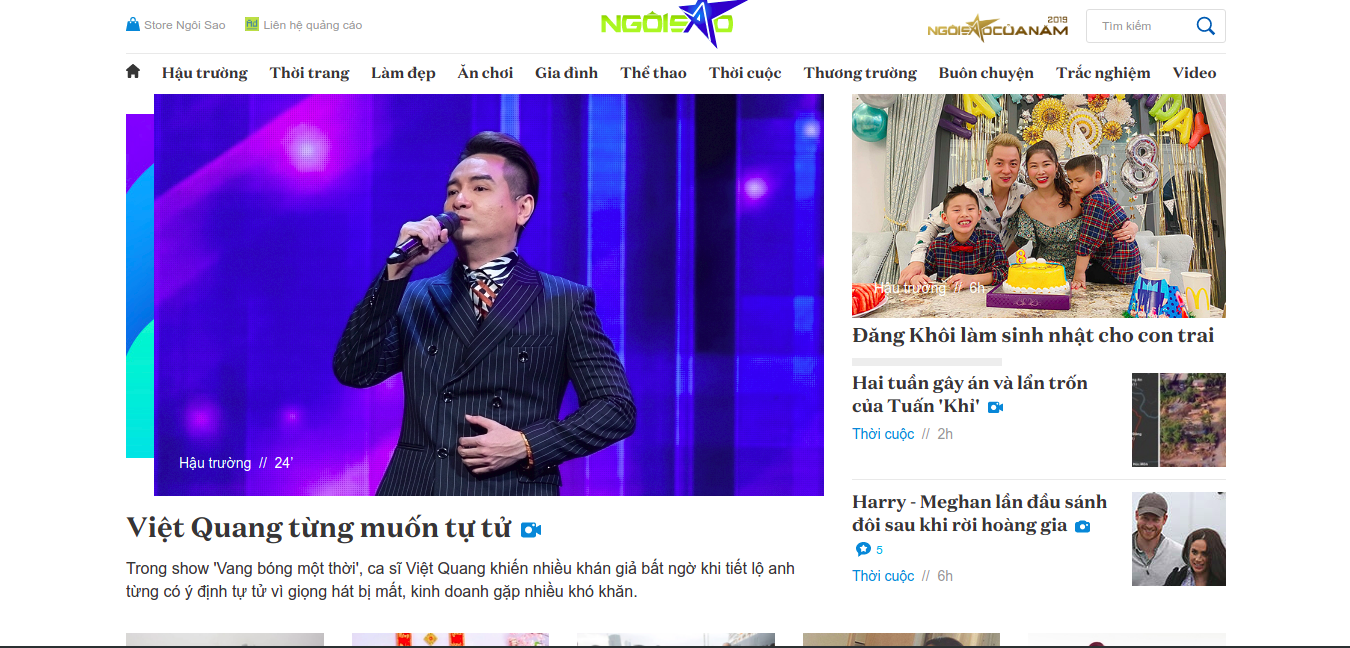 Store Ngôi Sao
Ad Liên hệ quảng cáo
NGÔISAO
2019
NGÔISAOCỦANĂM
Tìm kiếm
Hậu trường Thời trang Làm đẹp Ăn chơi Gia đình Thể thao Thời cuộc Thương trường Buôn chuyện Trắc nghiệm Video
Hậu trường // 24'
Việt Quang từng muốn tự tử
Trong show 'Vang bóng một thời', ca sĩ Việt Quang khiến nhiều khán giả bất ngờ khi tiết lộ anh
từng có ý định tự tử vì giọng hát bị mất, kinh doanh gặp nhiều khó khăn.
8
8
Hậu trường // 6h
Đăng Khôi làm sinh nhật cho con trai
Hai tuần gây án và lẩn trốn
của Tuấn 'Khỉ'
Thời cuộc // 2h
Harry - Meghan lần đầu sánh
đôi sau khi rời hoàng gia
5
Thời cuộc // 6h